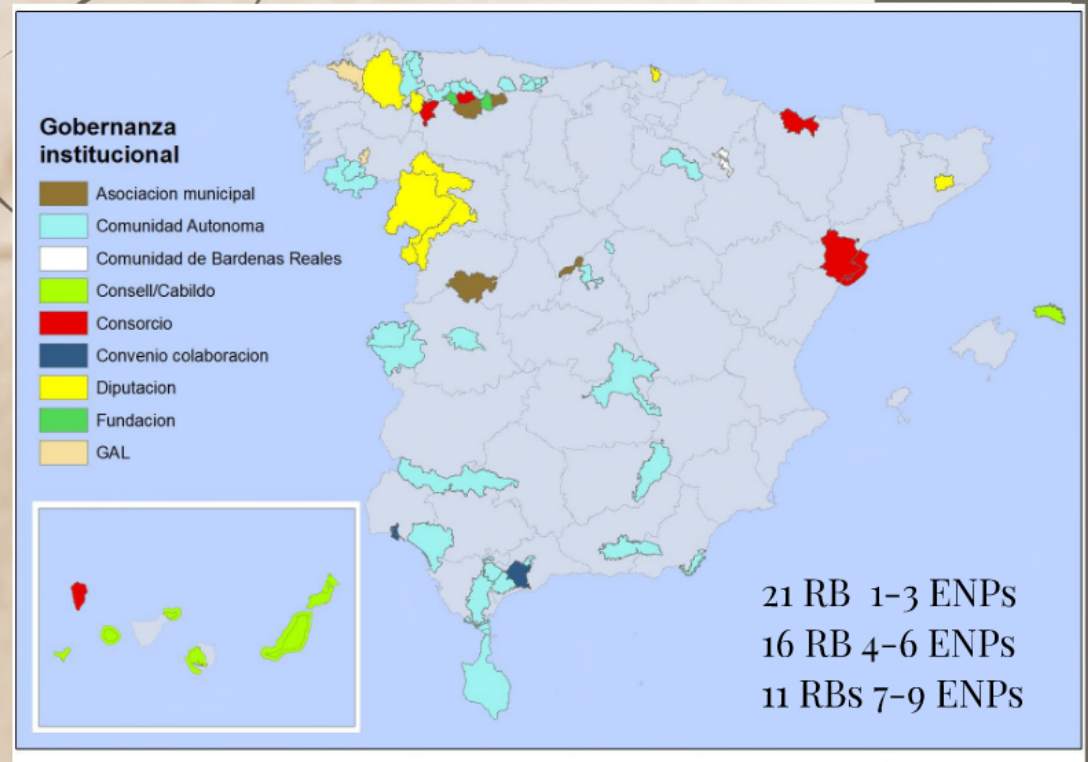 Gobernanza
institucional
Asociacion municipal
Comunidad Autonoma
Comunidad de Bardenas Reales
Consell/Cabildo
Consorcio
Convenio colaboracion
Diputacion
Fundacion
GAL
21 RB 1-3 ENPs
16 RB 4-6 ENPs
11 RBs 7-9 ENPs